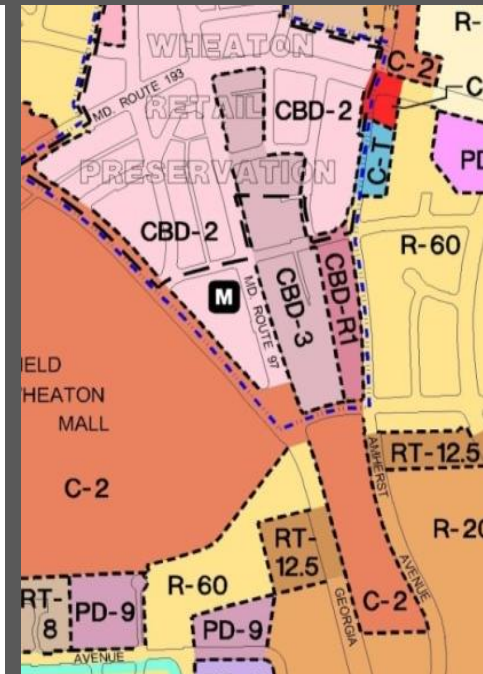 WHEATON
R-
C-2
C
MD. ROUTE 193
RETAIL
CBD-2
PD
C-T
PRESERVATION
CBD-2
R-60
CBD-R1
CBD-3
M
MD. ROUTE 97
IELD
HEATON
MALL
C-2
AMHERST
AVENUE
RT-12.5
RT-
12.5
R-20
R-60
RT-
8
PD-9
PD-9
C-2
GEORGIA
AVENUE